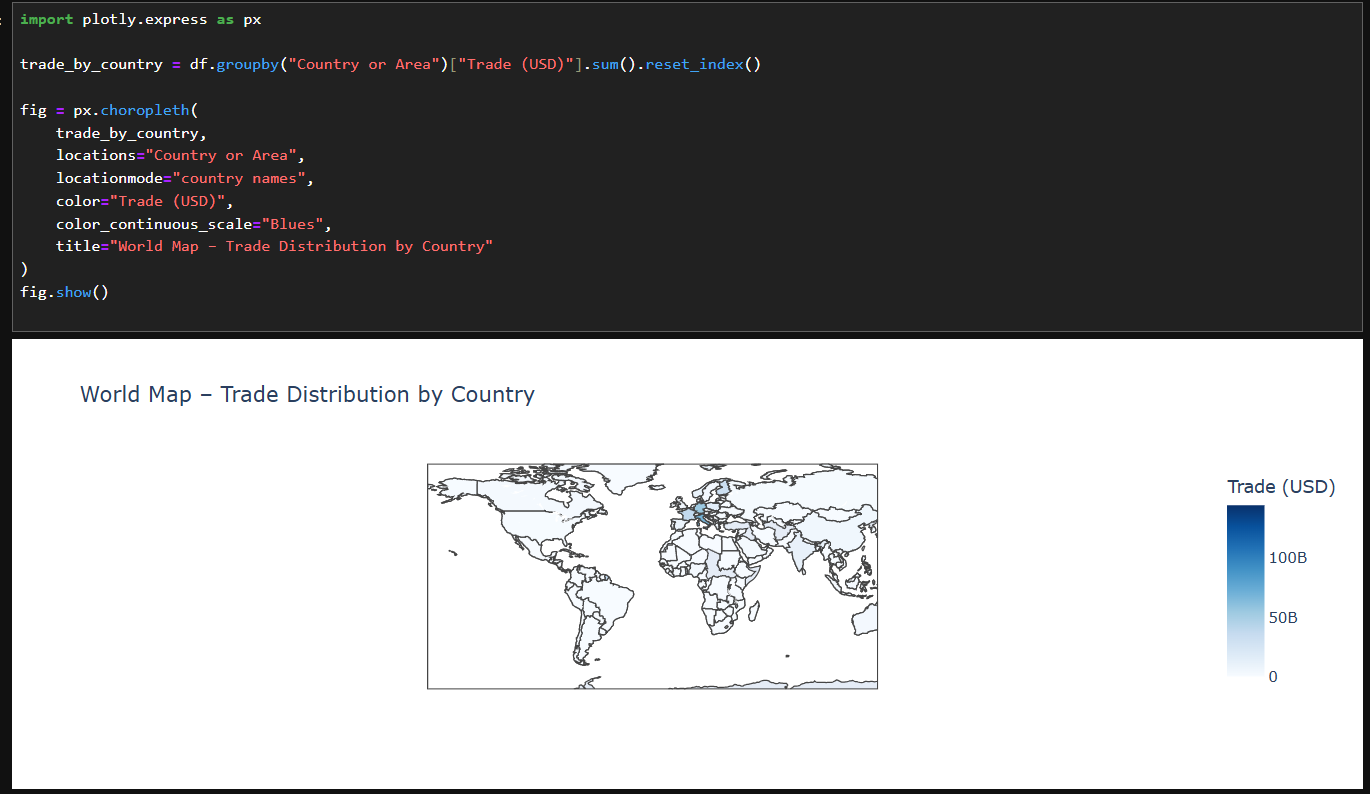 import plotly.express as px
trade_by_country = df.groupby("Country or Area")["Trade (USD)"].sum().reset_index()
fig = px.choropleth(
    trade_by_country,
    locations="Country or Area",
    locationmode="country names",
    color="Trade (USD)",
    color_continuous_scale="Blues",
    title="World Map – Trade Distribution by Country"
)
fig.show()
World Map – Trade Distribution by Country
Trade (USD)
100B
50B
0